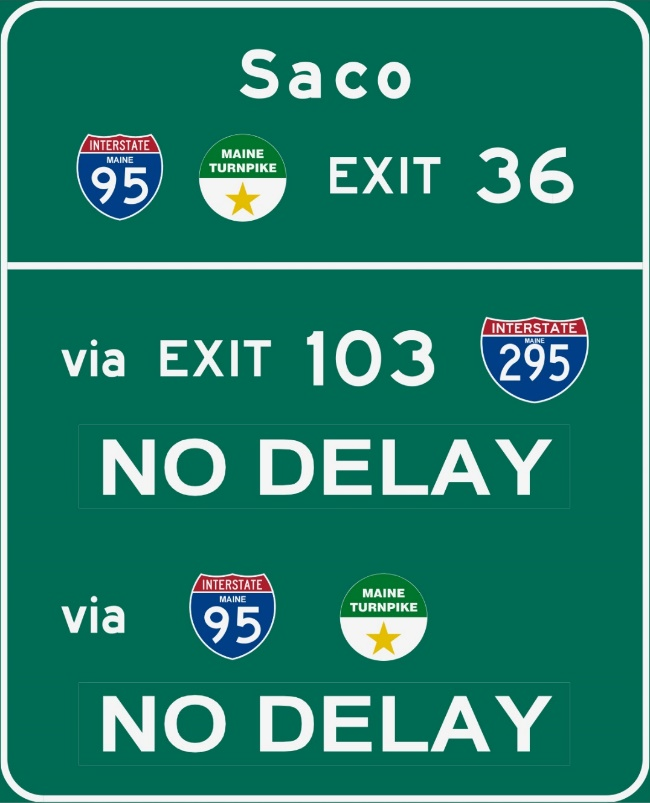 Saco
INTERSTATE
MAINE
95
MAINE
TURNPIKE
EXIT 36
via EXIT 103
INTERSTATE
MAINE
295
NO DELAY
via
INTERSTATE
MAINE
95
MAINE
TURNPIKE
NO DELAY